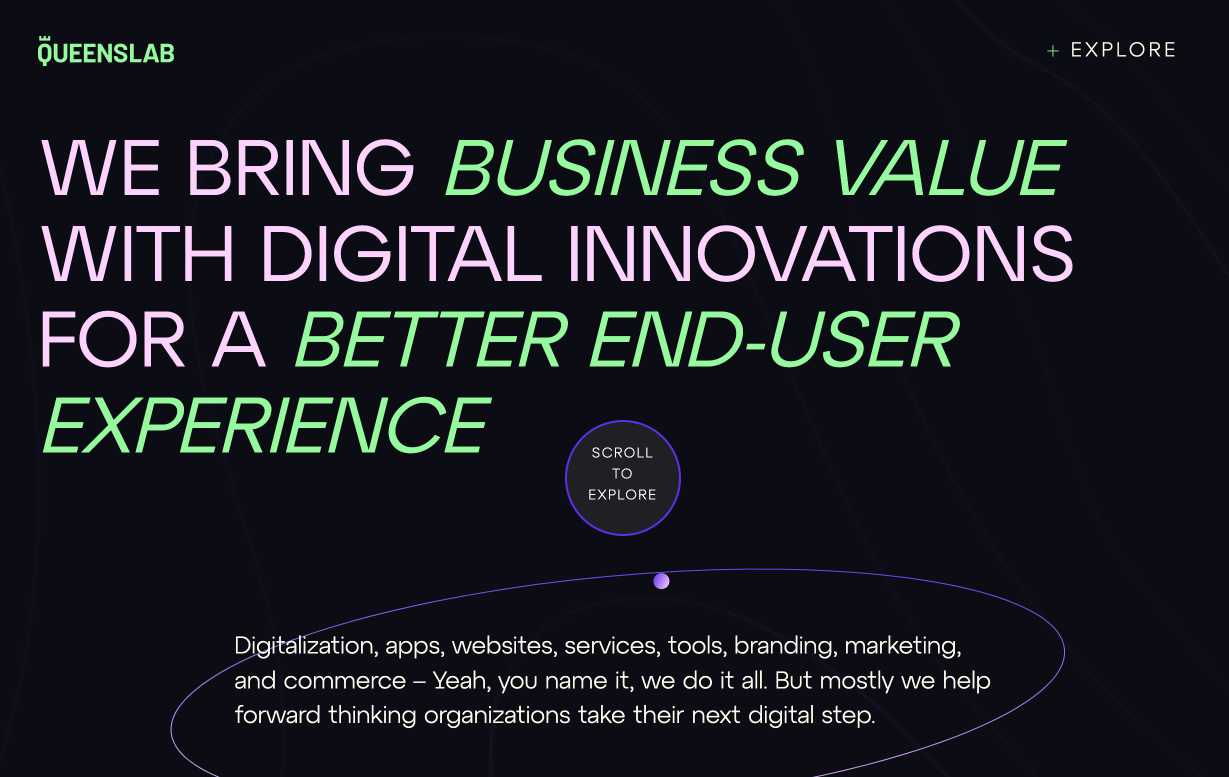 QUEENSLAB
+ EXPLORE
WE BRING BUSINESS VALUE
WITH DIGITAL INNOVATIONS
FOR A BETTER END-USER
EXPERIENCE
SCROLL
TO
EXPLORE
Digitalization, apps, websites, services, tools, branding, marketing,
and commerce – Yeah, you name it, we do it all. But mostly we help
forward thinking organizations take their next digital step.